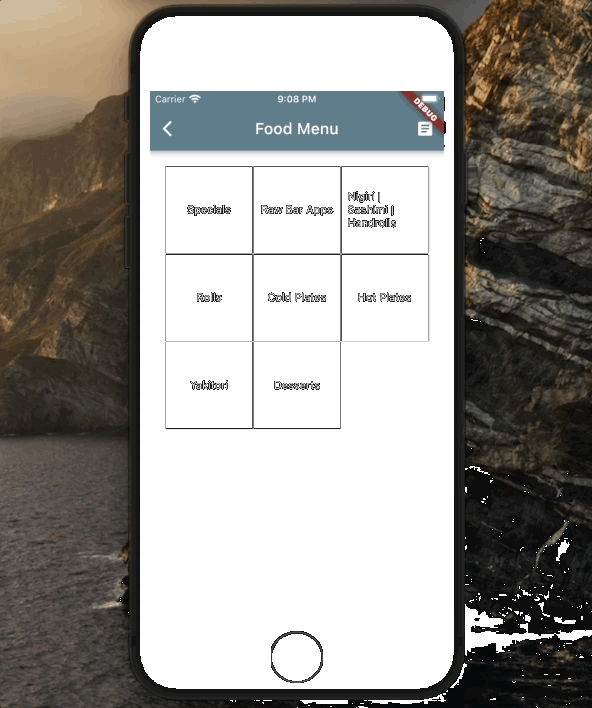 Carrier 9:08 PM
DEBUG
Food Menu
Specials Raw Bar Apps Nigiri |
Sashimi |
Handrolls
Rolls Cold Plates Hot Plates
Yakitori Desserts